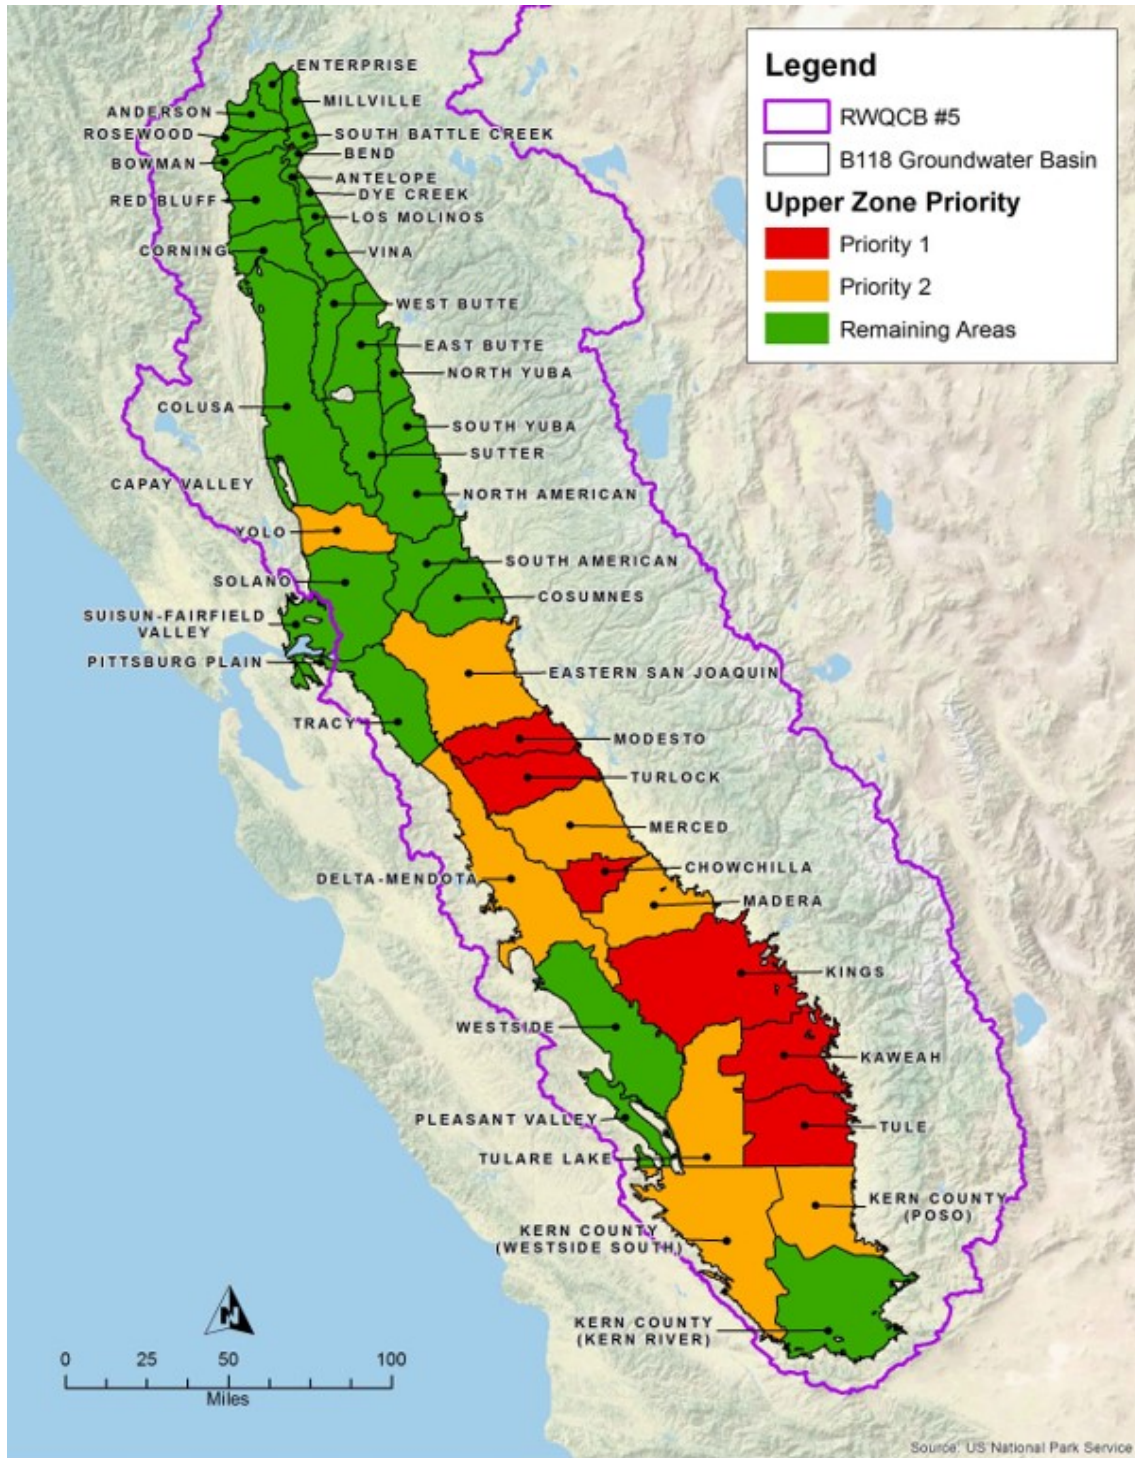 Legend
RWQCB #5
B118 Groundwater Basin
Upper Zone Priority
Priority 1
Priority 2
Remaining Areas
ENTERPRISE
MILLVILLE
ANDERSON
ROSEWOOD
SOUTH BATTLE CREEK
BOWMAN
BEND
ANTELOPE
DYE CREEK
RED BLUFF
LOS MOLINOS
CORNING
VINA
WEST BUTTE
EAST BUTTE
NORTH YUBA
COLUSA
SOUTH YUBA
SUTTER
CAPAY VALLEY
NORTH AMERICAN
YOLO
SOUTH AMERICAN
SOLANO
COSUMNES
SUISUN-FAIRFIELD
VALLEY
PITTSBURG PLAIN
EASTERN SAN JOAQUIN
TRACY
MODESTO
TURLOCK
MERCED
CHOWCHILLA
DELTA-MENDOTA
MADERA
KINGS
WESTSIDE
KAWEAH
PLEASANT VALLEY
TULE
TULARE LAKE
KERN COUNTY
(POSO)
KERN COUNTY
(WESTSIDE SOUTH)
KERN COUNTY
(KERN RIVER)
N
0 25 50 100
Miles
Source: US National Park Service